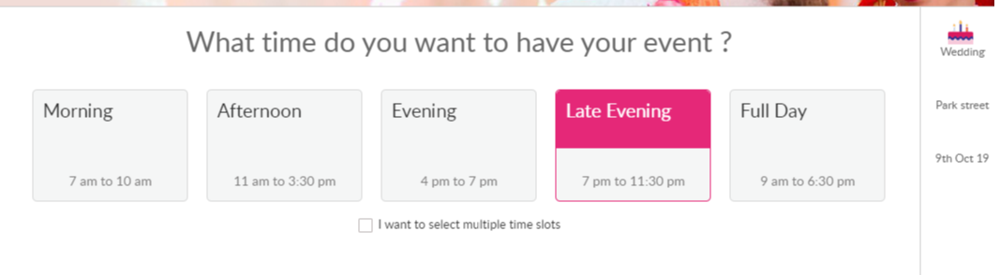 What time do you want to have your event ?
Wedding
Morning
Afternoon
Evening
Late Evening
Full Day
Park street
7 am to 10 am
11 am to 3:30 pm
4 pm to 7 pm
7 pm to 11:30 pm
9 am to 6:30 pm
9th Oct 19
I want to select multiple time slots